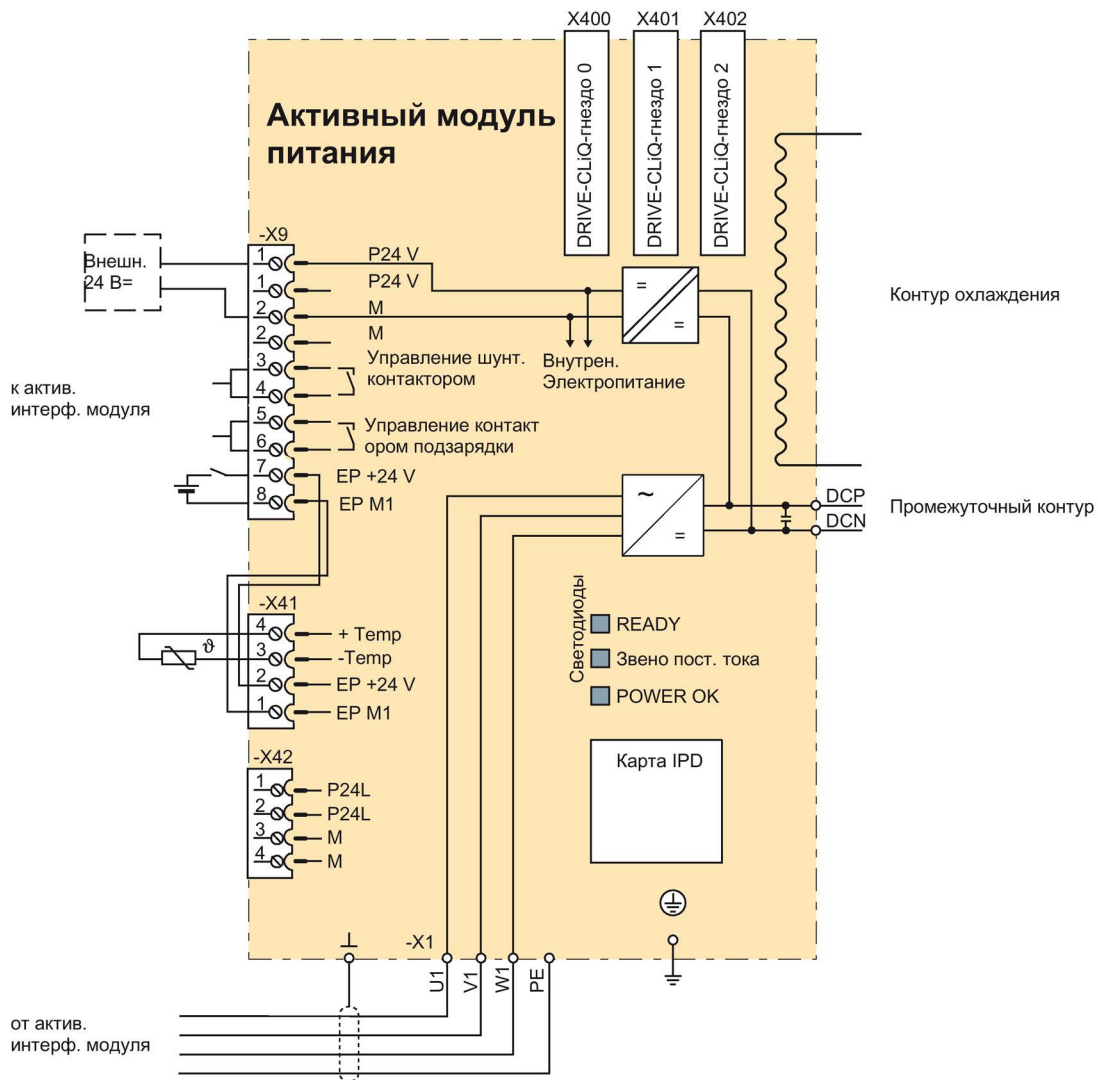 X400 X401 X402
DRIVE-CLiQ-гнездо 0
DRIVE-CLiQ-гнездо 1
DRIVE-CLiQ-гнездо 2
Активный модуль
питания
-X9
Внешн.
24 В=
1 P24 V
1 P24 V
2 M
2 M
3
4
Управление шунт.
контактором
5
6
Управление контакт
ором подзарядки
7 EP +24 V
8 EP M1
к актив.
интерф. модуля
=
=
Внутрен.
Электропитание
Контур охлаждения
~
=
DCP
DCN
Промежуточный контур
-X41
4 + Temp
3 -Temp
2 EP +24 V
1 EP M1
ϑ
Светодиоды
READY
Звено пост. тока
POWER OK
Карта IPD
-X42
1 P24L
2 P24L
3 M
4 M
-X1
U1
V1
W1
PE
от актив.
интерф. модуля